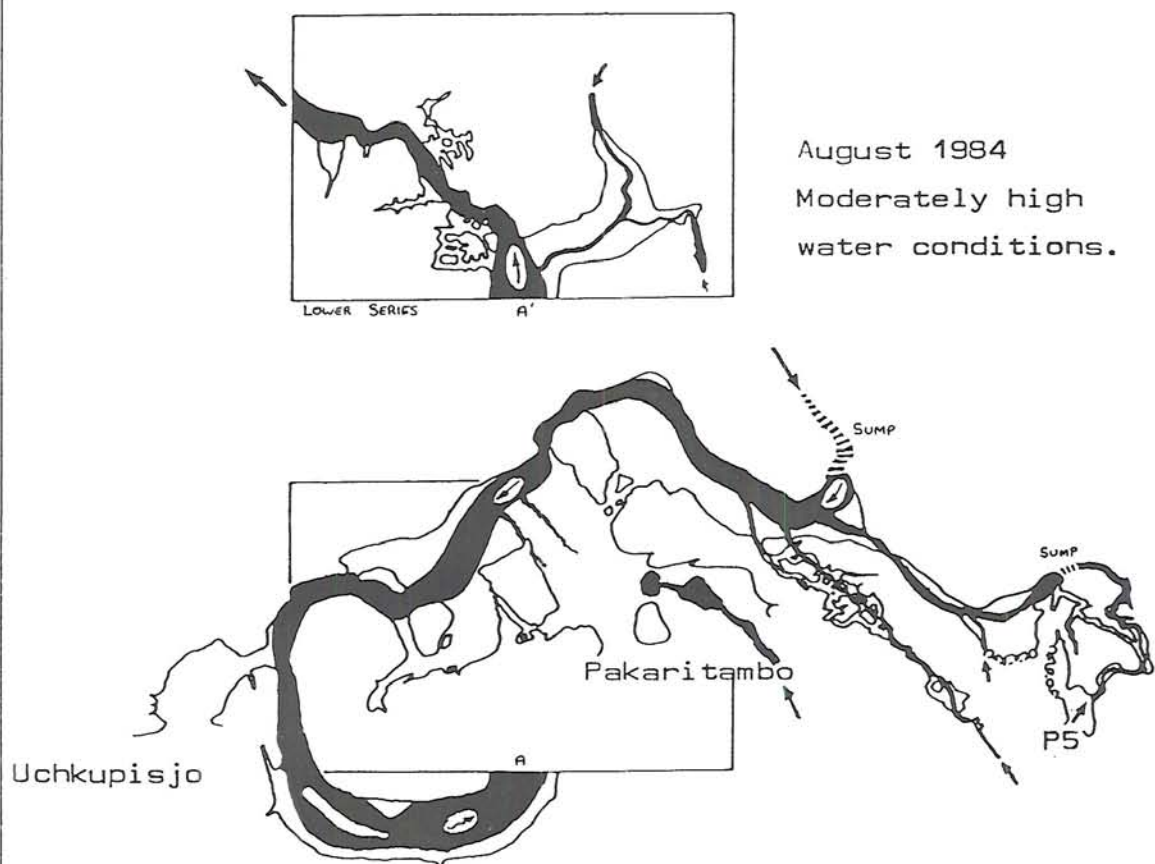 August 1984
Moderately high
water conditions.
LOWER SERIES
A'
SUMP
SUMP
Pakaritambo
P5
A
Uchkupisjo